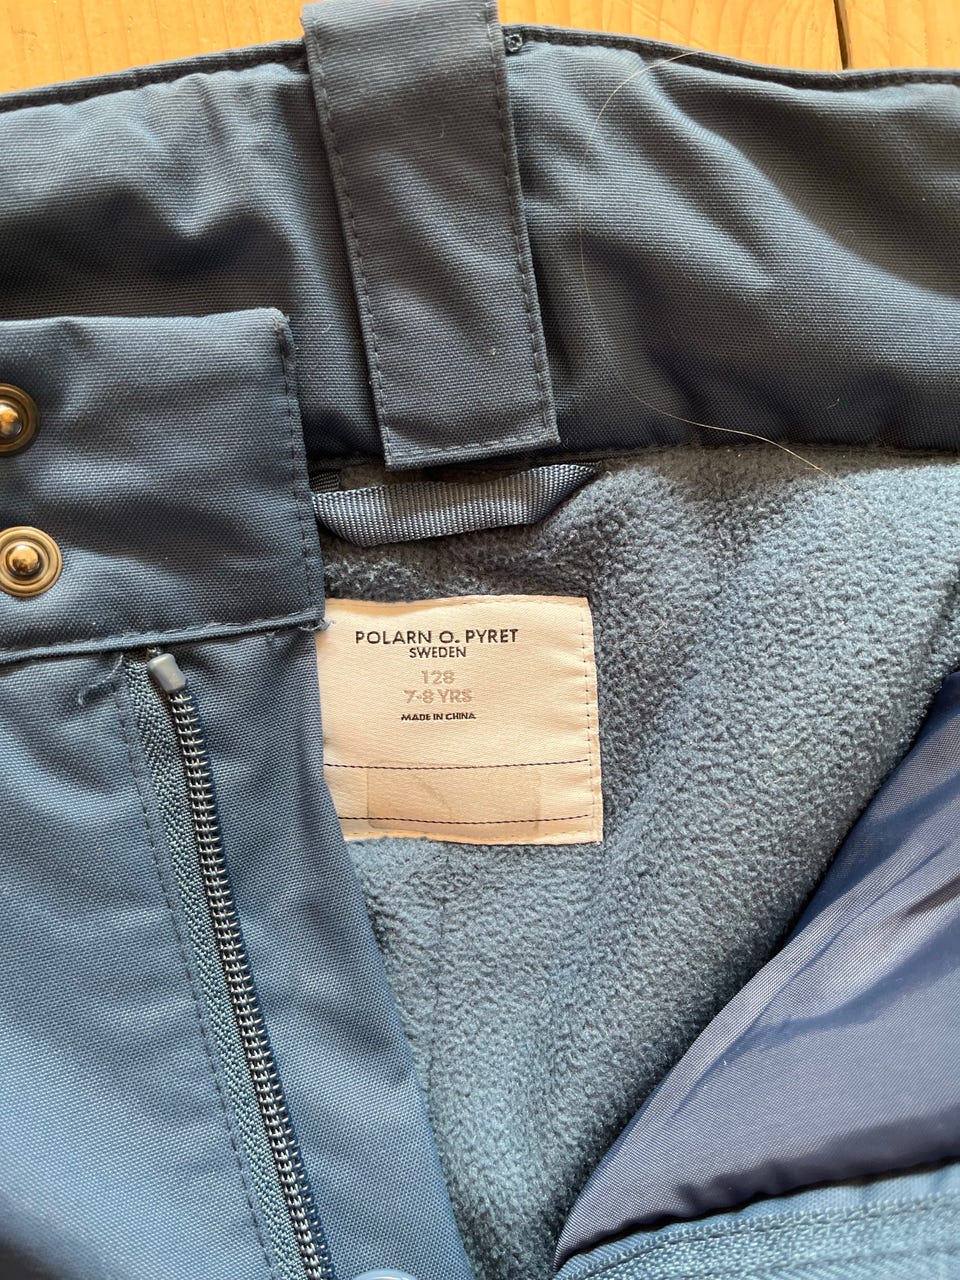 POLARN O. PYRET
SWEDEN
128
7-8 YRS
MADE IN CHINA